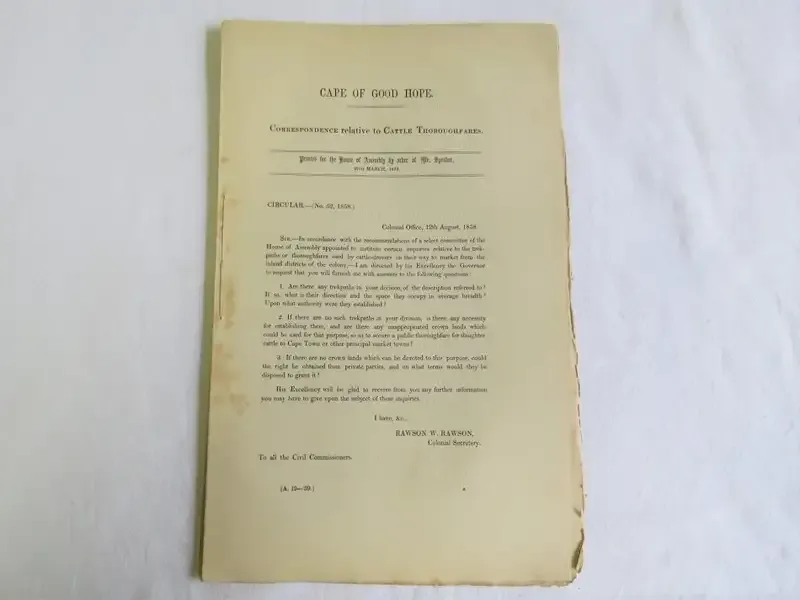 CAPE OF GOOD HOPE.
CORRESPONDENCE relative to CATTLE THOROUGHFARES.
Printed for the House of Assembly by order of Mr. Speaker,
MARCH, 1859.
CIRCULAR.—(No. 52, 1858.)
Colonial Office, 12th August, 1858.
SIR,—In accordance with the recommendations of a select committee of the
House of Assembly appointed to institute certain inquiries relative to the trek-
paths or thoroughfares used by cattle-drovers on their way to market from the
inland districts of the colony,—I am directed by his Excellency the Governor
to request that you will furnish me with answers to the following questions:
1. Are there any trekpaths in your division of the description referred to?
If so, what is their direction and the space they occupy in average breadth?
Upon what authority were they established?
2. If there are no such trekpaths in your division, is there any necessity
for establishing them, and are there any unappropriated crown lands which
could be used for this purpose, so as to secure a public thoroughfare for slaughter
cattle to Cape Town or other principal market towns?
3. If there are no crown lands which can be devoted to this purpose, could
the right be obtained from private parties, and on what terms would they be
disposed to grant it?
His Excellency will be glad to receive from you any further information
you may have to give upon the subject of these inquiries.
I have, &c.,
RAWSON W. RAWSON,
Colonial Secretary.
To all the Civil Commissioners.
[A. 19—'59.]